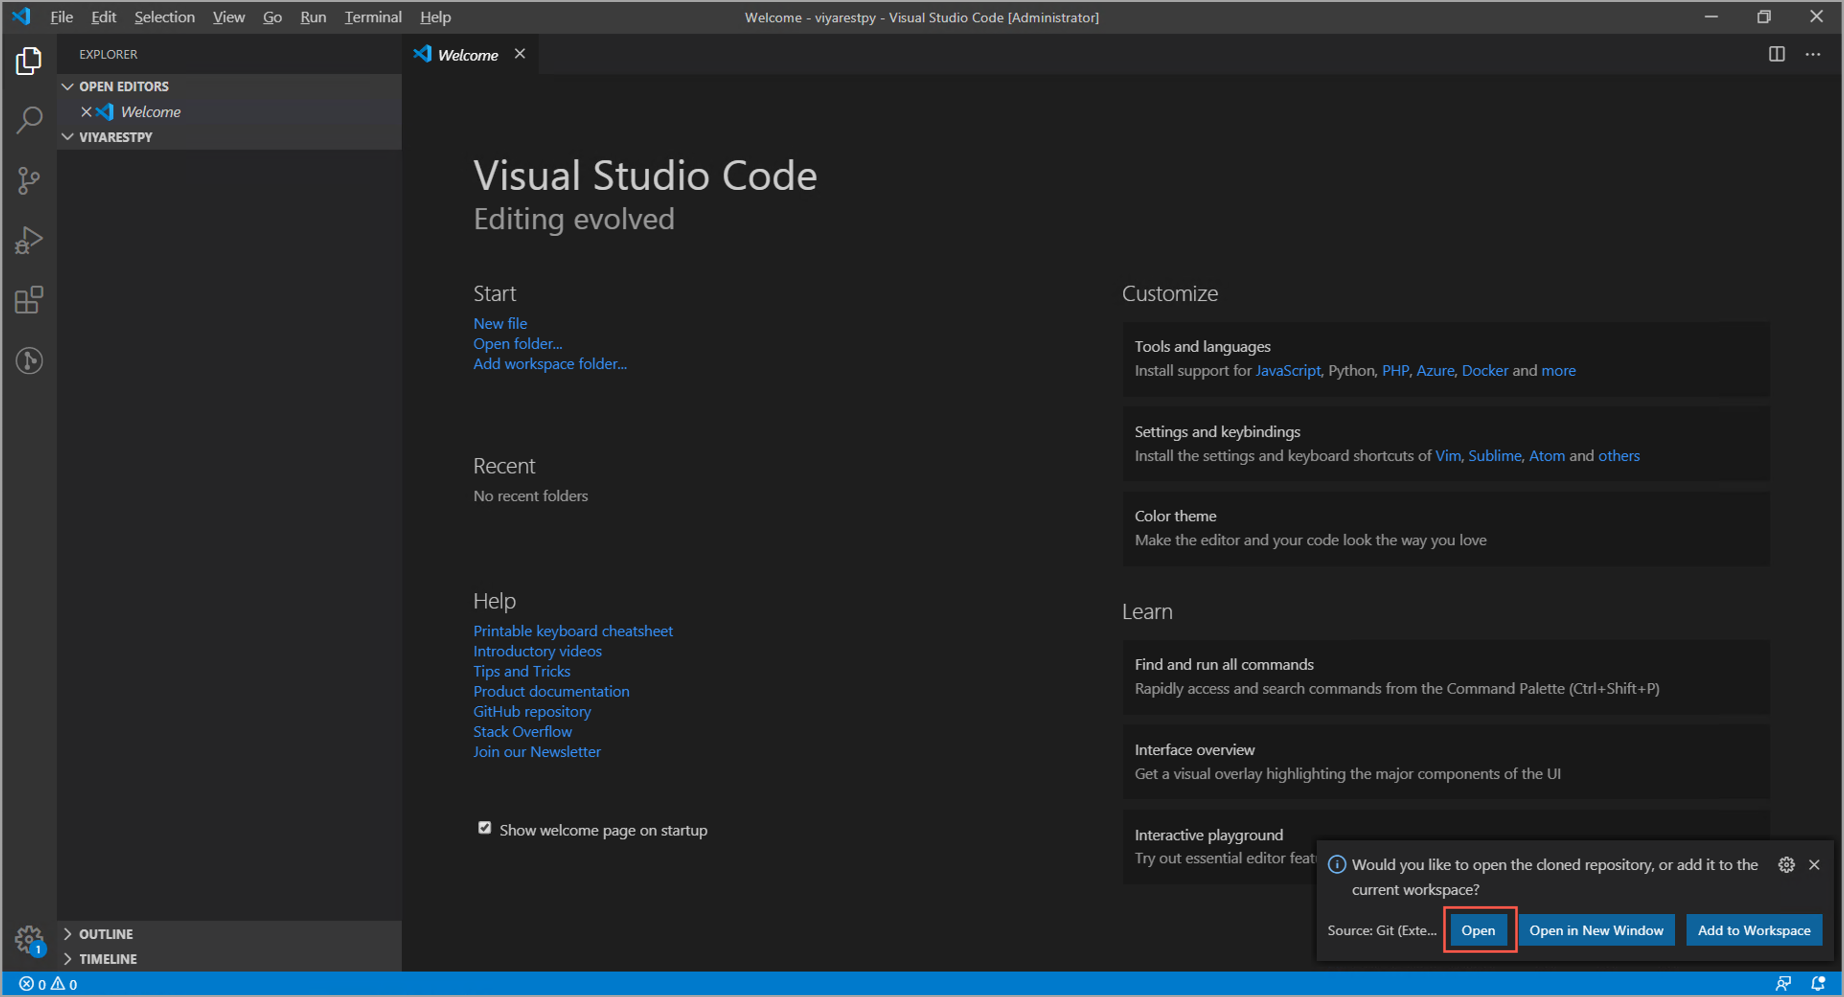 File Edit Selection View Go Run Terminal Help
Welcome - viyarestpy - Visual Studio Code [Administrator]
EXPLORER
Welcome
OPEN EDITORS
Welcome
VIYARESTPY
Visual Studio Code
Editing evolved
Start
New file
Open folder...
Add workspace folder...
Recent
No recent folders
Help
Printable keyboard cheatsheet
Introductory videos
Tips and Tricks
Product documentation
GitHub repository
Stack Overflow
Join our Newsletter
Show welcome page on startup
Customize
Tools and languages
Install support for JavaScript, Python, PHP, Azure, Docker and more
Settings and keybindings
Install the settings and keyboard shortcuts of Vim, Sublime, Atom and others
Color theme
Make the editor and your code look the way you love
Learn
Find and run all commands
Rapidly access and search commands from the Command Palette (Ctrl+Shift+P)
Interface overview
Get a visual overlay highlighting the major components of the UI
Interactive playground
Try out essential editor featu
Would you like to open the cloned repository, or add it to the
current workspace?
Source: Git (Exte...
Open
Open in New Window
Add to Workspace
OUTLINE
TIMELINE
1
0 0